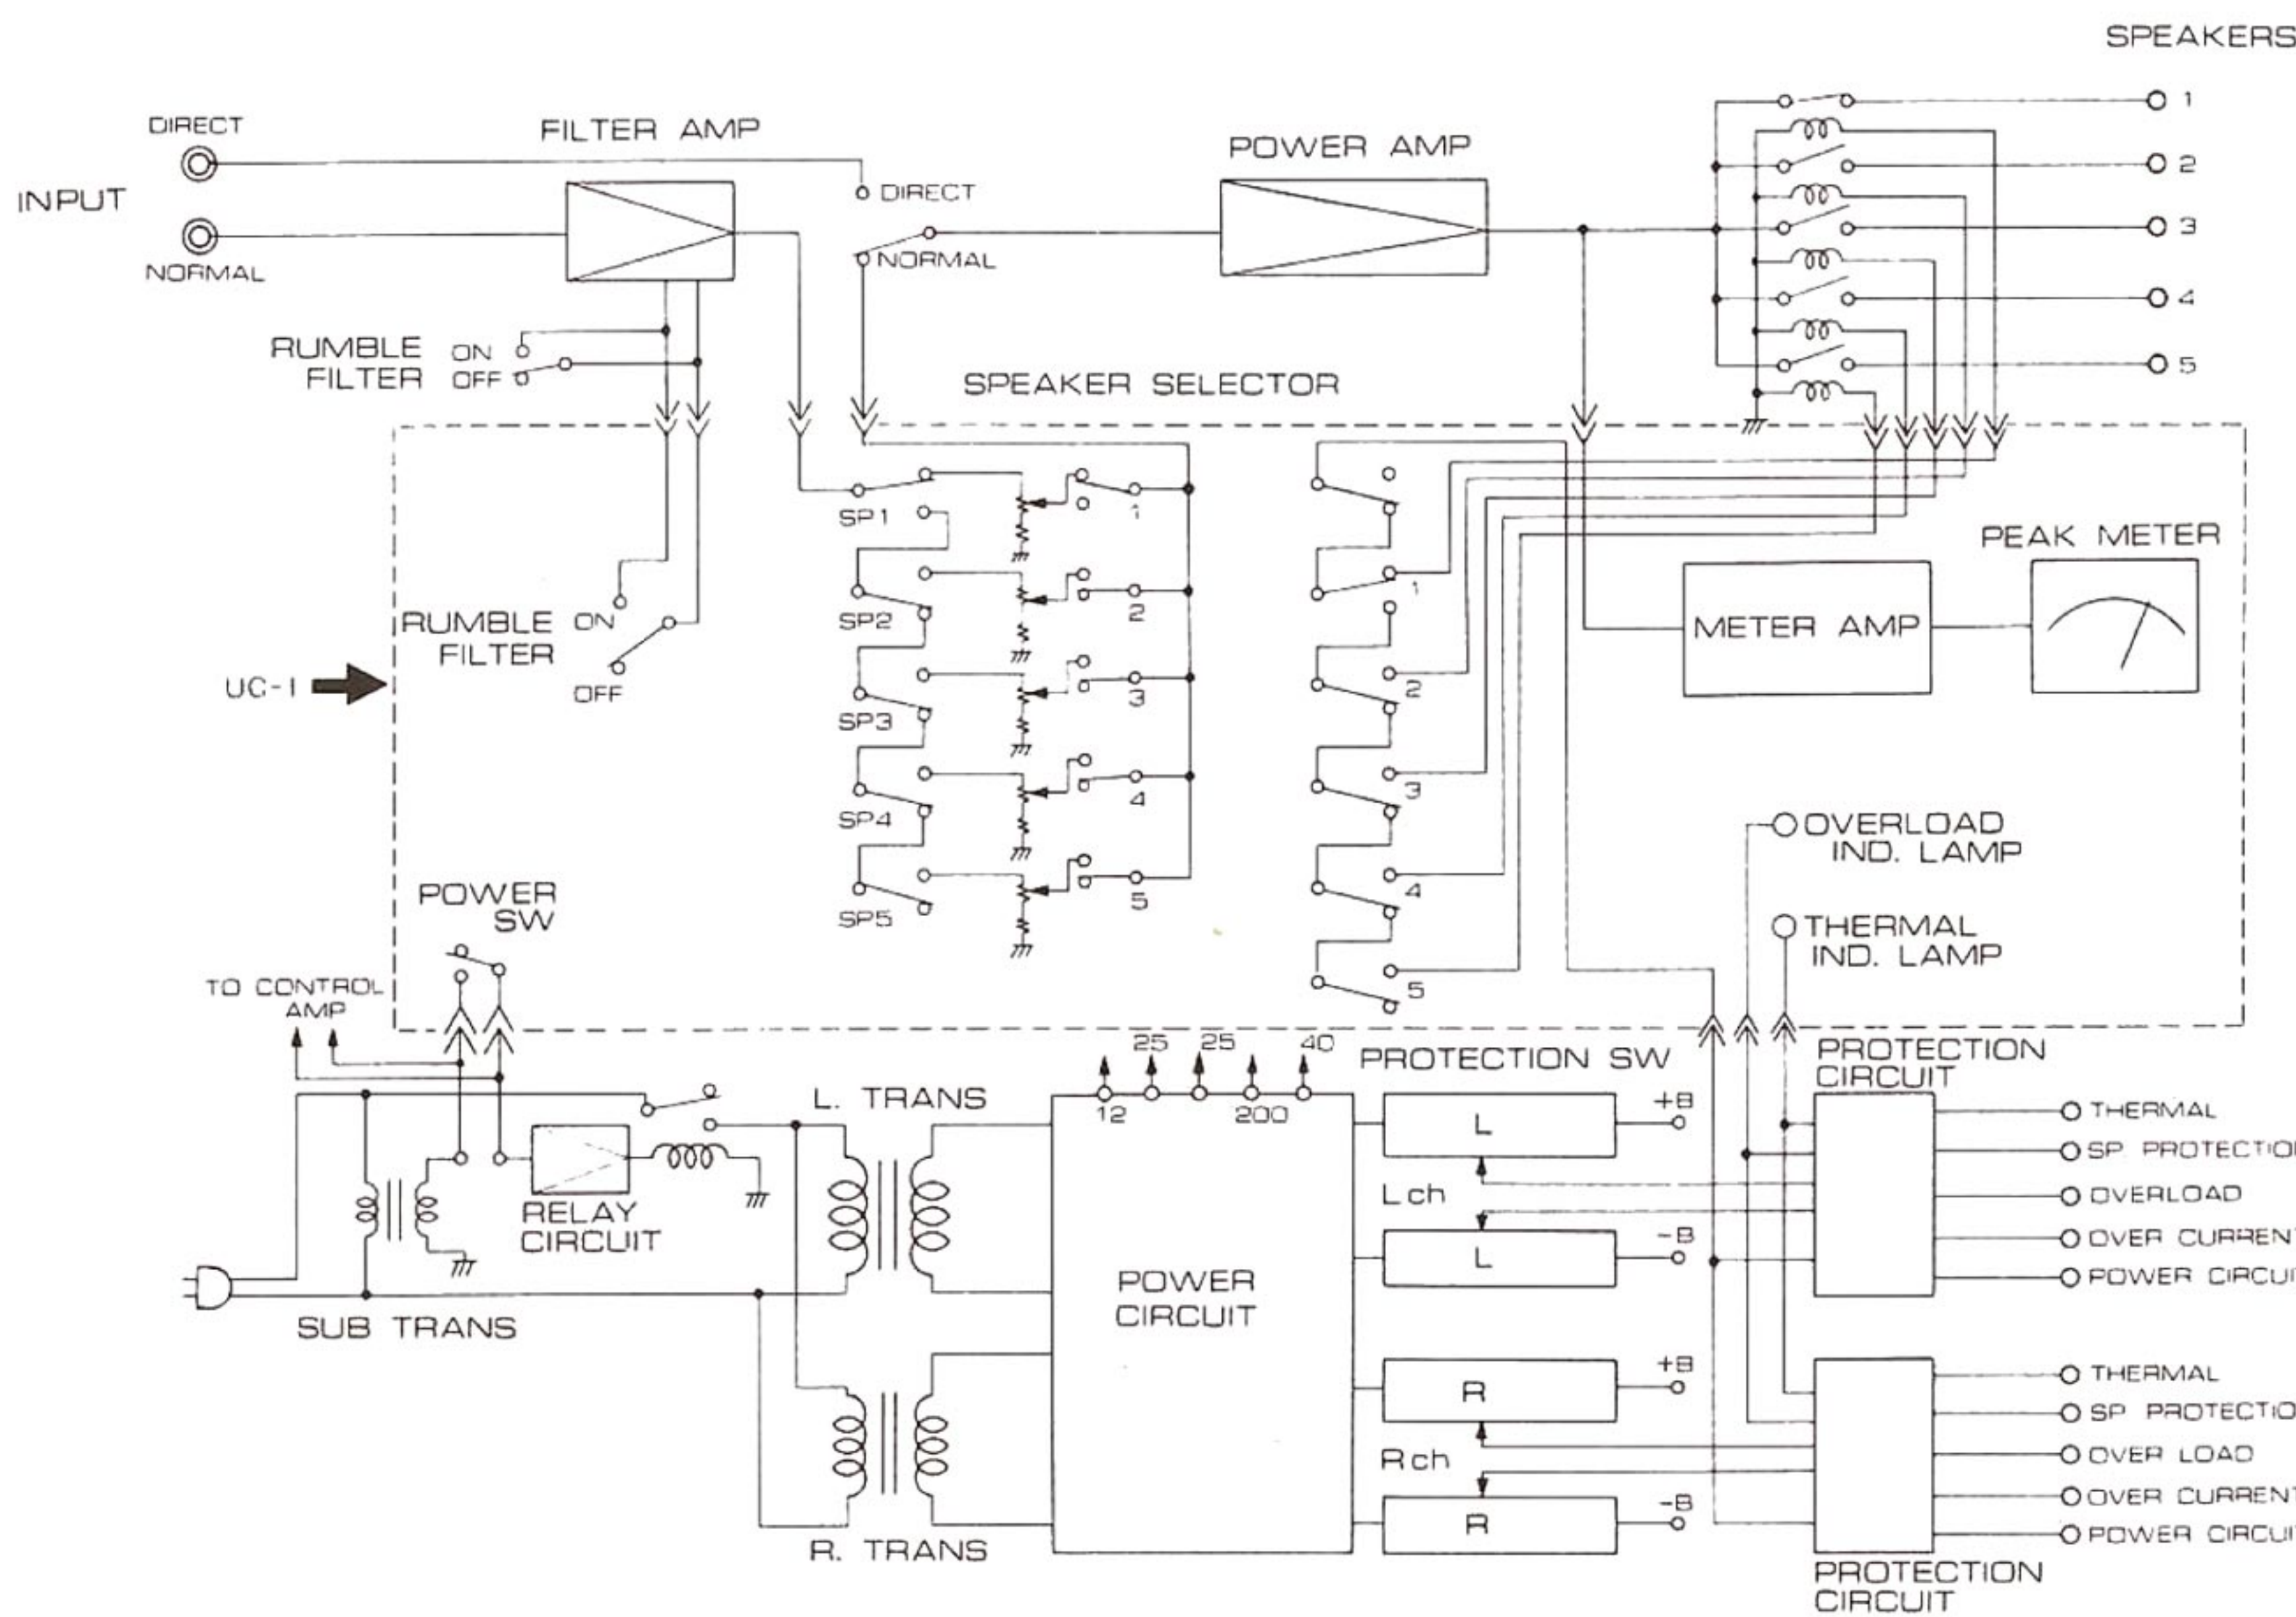 SPEAKERS
DIRECT
FILTER AMP
POWER AMP
1
2
3
4
5
INPUT
DIRECT
NORMAL
NORMAL
RUMBLE
FILTER
ON
OFF
SPEAKER SELECTOR
SP1
SP2
SP3
SP4
SP5
1
2
3
4
5
1
2
3
4
5
PEAK METER
METER AMP
RUMBLE
FILTER
ON
OFF
UC-1
OVERLOAD
IND. LAMP
THERMAL
IND. LAMP
POWER
SW
TO CONTROL
AMP
25
25
40
12
200
PROTECTION SW
PROTECTION
CIRCUIT
L. TRANS
RELAY
CIRCUIT
SUB TRANS
R. TRANS
POWER
CIRCUIT
L
+B
L ch
L
-B
R
+B
R ch
R
-B
THERMAL
SP PROTECTIO
OVERLOAD
OVER CURRENT
POWER CIRCUI
THERMAL
SP PROTECTIO
OVER LOAD
OVER CURRENT
POWER CIRCUI
PROTECTION
CIRCUIT